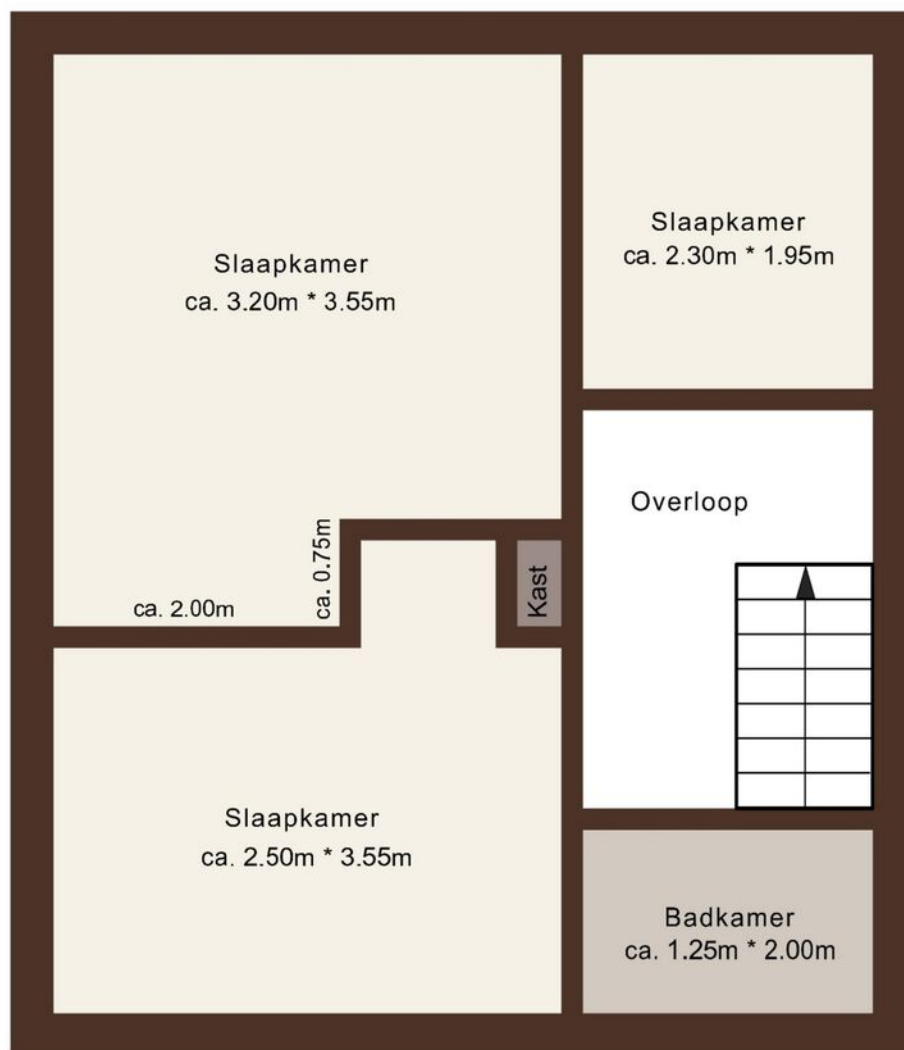 Slaapkamer
ca. 3.20m * 3.55m
Slaapkamer
ca. 2.30m * 1.95m
Overloop
ca. 0.75m
ca. 2.00m
Kast
Slaapkamer
ca. 2.50m * 3.55m
Badkamer
ca. 1.25m * 2.00m